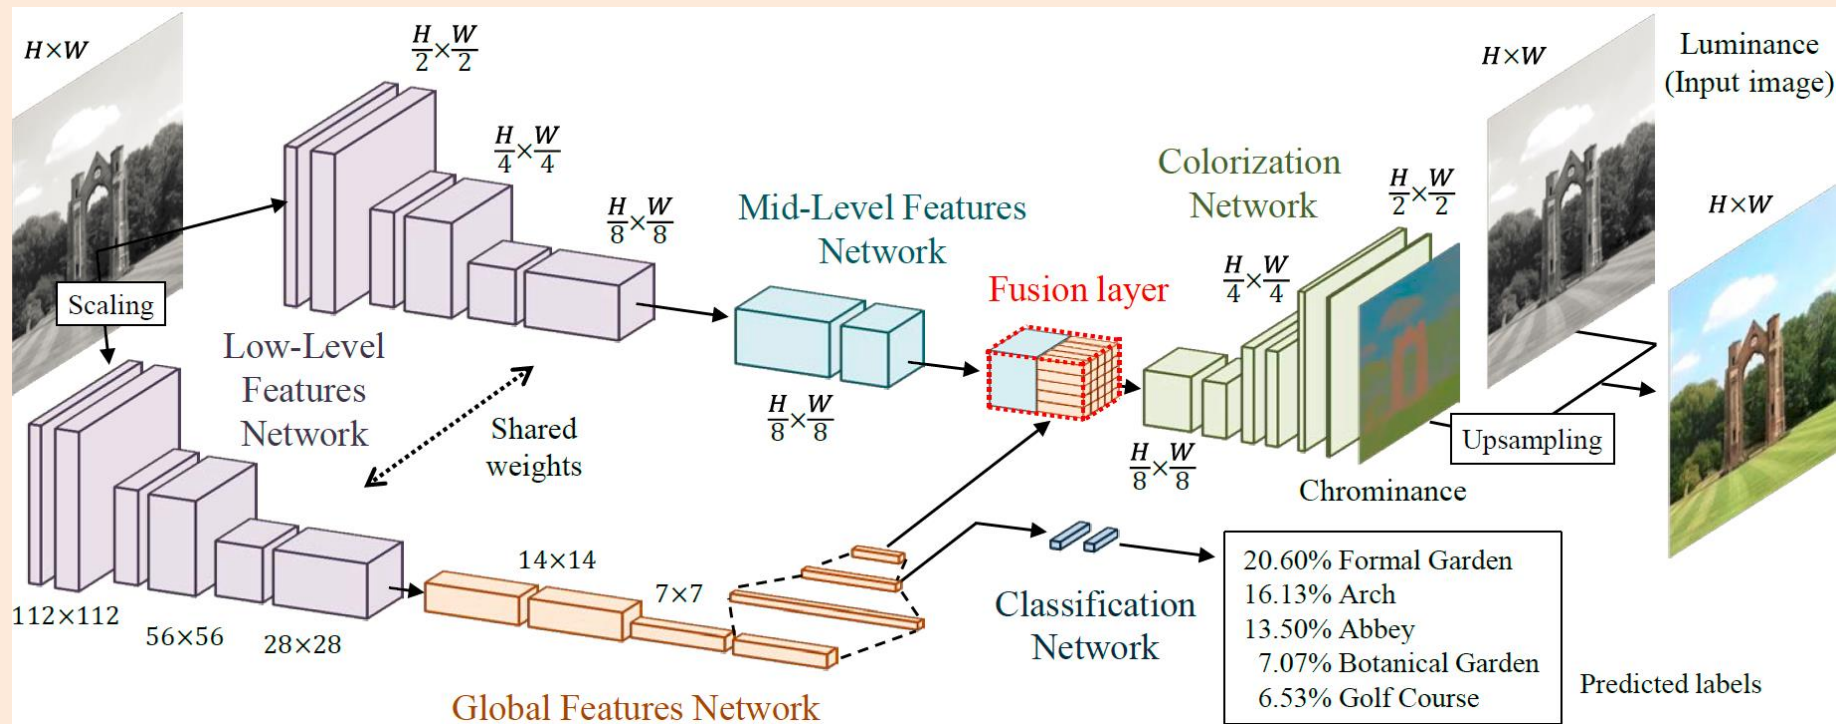 H×W
H/2×W/2
H/4×W/4
H/8×W/8
Scaling
Low-Level
Features
Network
Shared
weights
112×112
56×56
28×28
Mid-Level Features
Network
H/8×W/8
Fusion layer
14×14
7×7
Global Features Network
Colorization
Network
H/8×W/8
H/4×W/4
H/2×W/2
Chrominance
Classification
Network
20.60% Formal Garden
16.13% Arch
13.50% Abbey
7.07% Botanical Garden
6.53% Golf Course
Predicted labels
H×W
Luminance
(Input image)
H×W
Upsampling